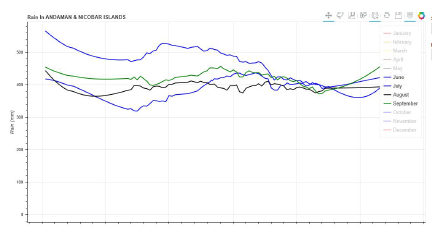 Rain In ANDAMAN & NICOBAR ISLANDS
January
February
March
April
May
June
July
August
September
October
November
December
Rain (mm)
500
400
300
200
100
0